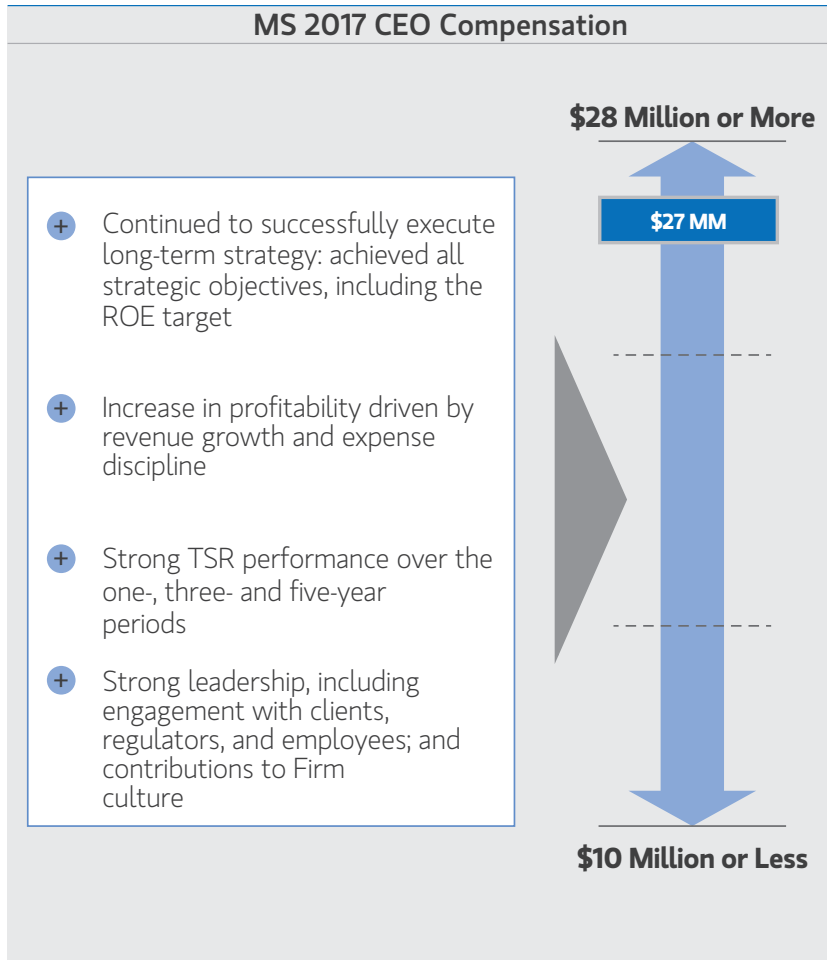 MS 2017 CEO Compensation
$28 Million or More
$27 MM
+ Continued to successfully execute
long-term strategy: achieved all
strategic objectives, including the
ROE target
+ Increase in profitability driven by
revenue growth and expense
discipline
+ Strong TSR performance over the
one-, three- and five-year
periods
+ Strong leadership, including
engagement with clients,
regulators, and employees; and
contributions to Firm
culture
$10 Million or Less